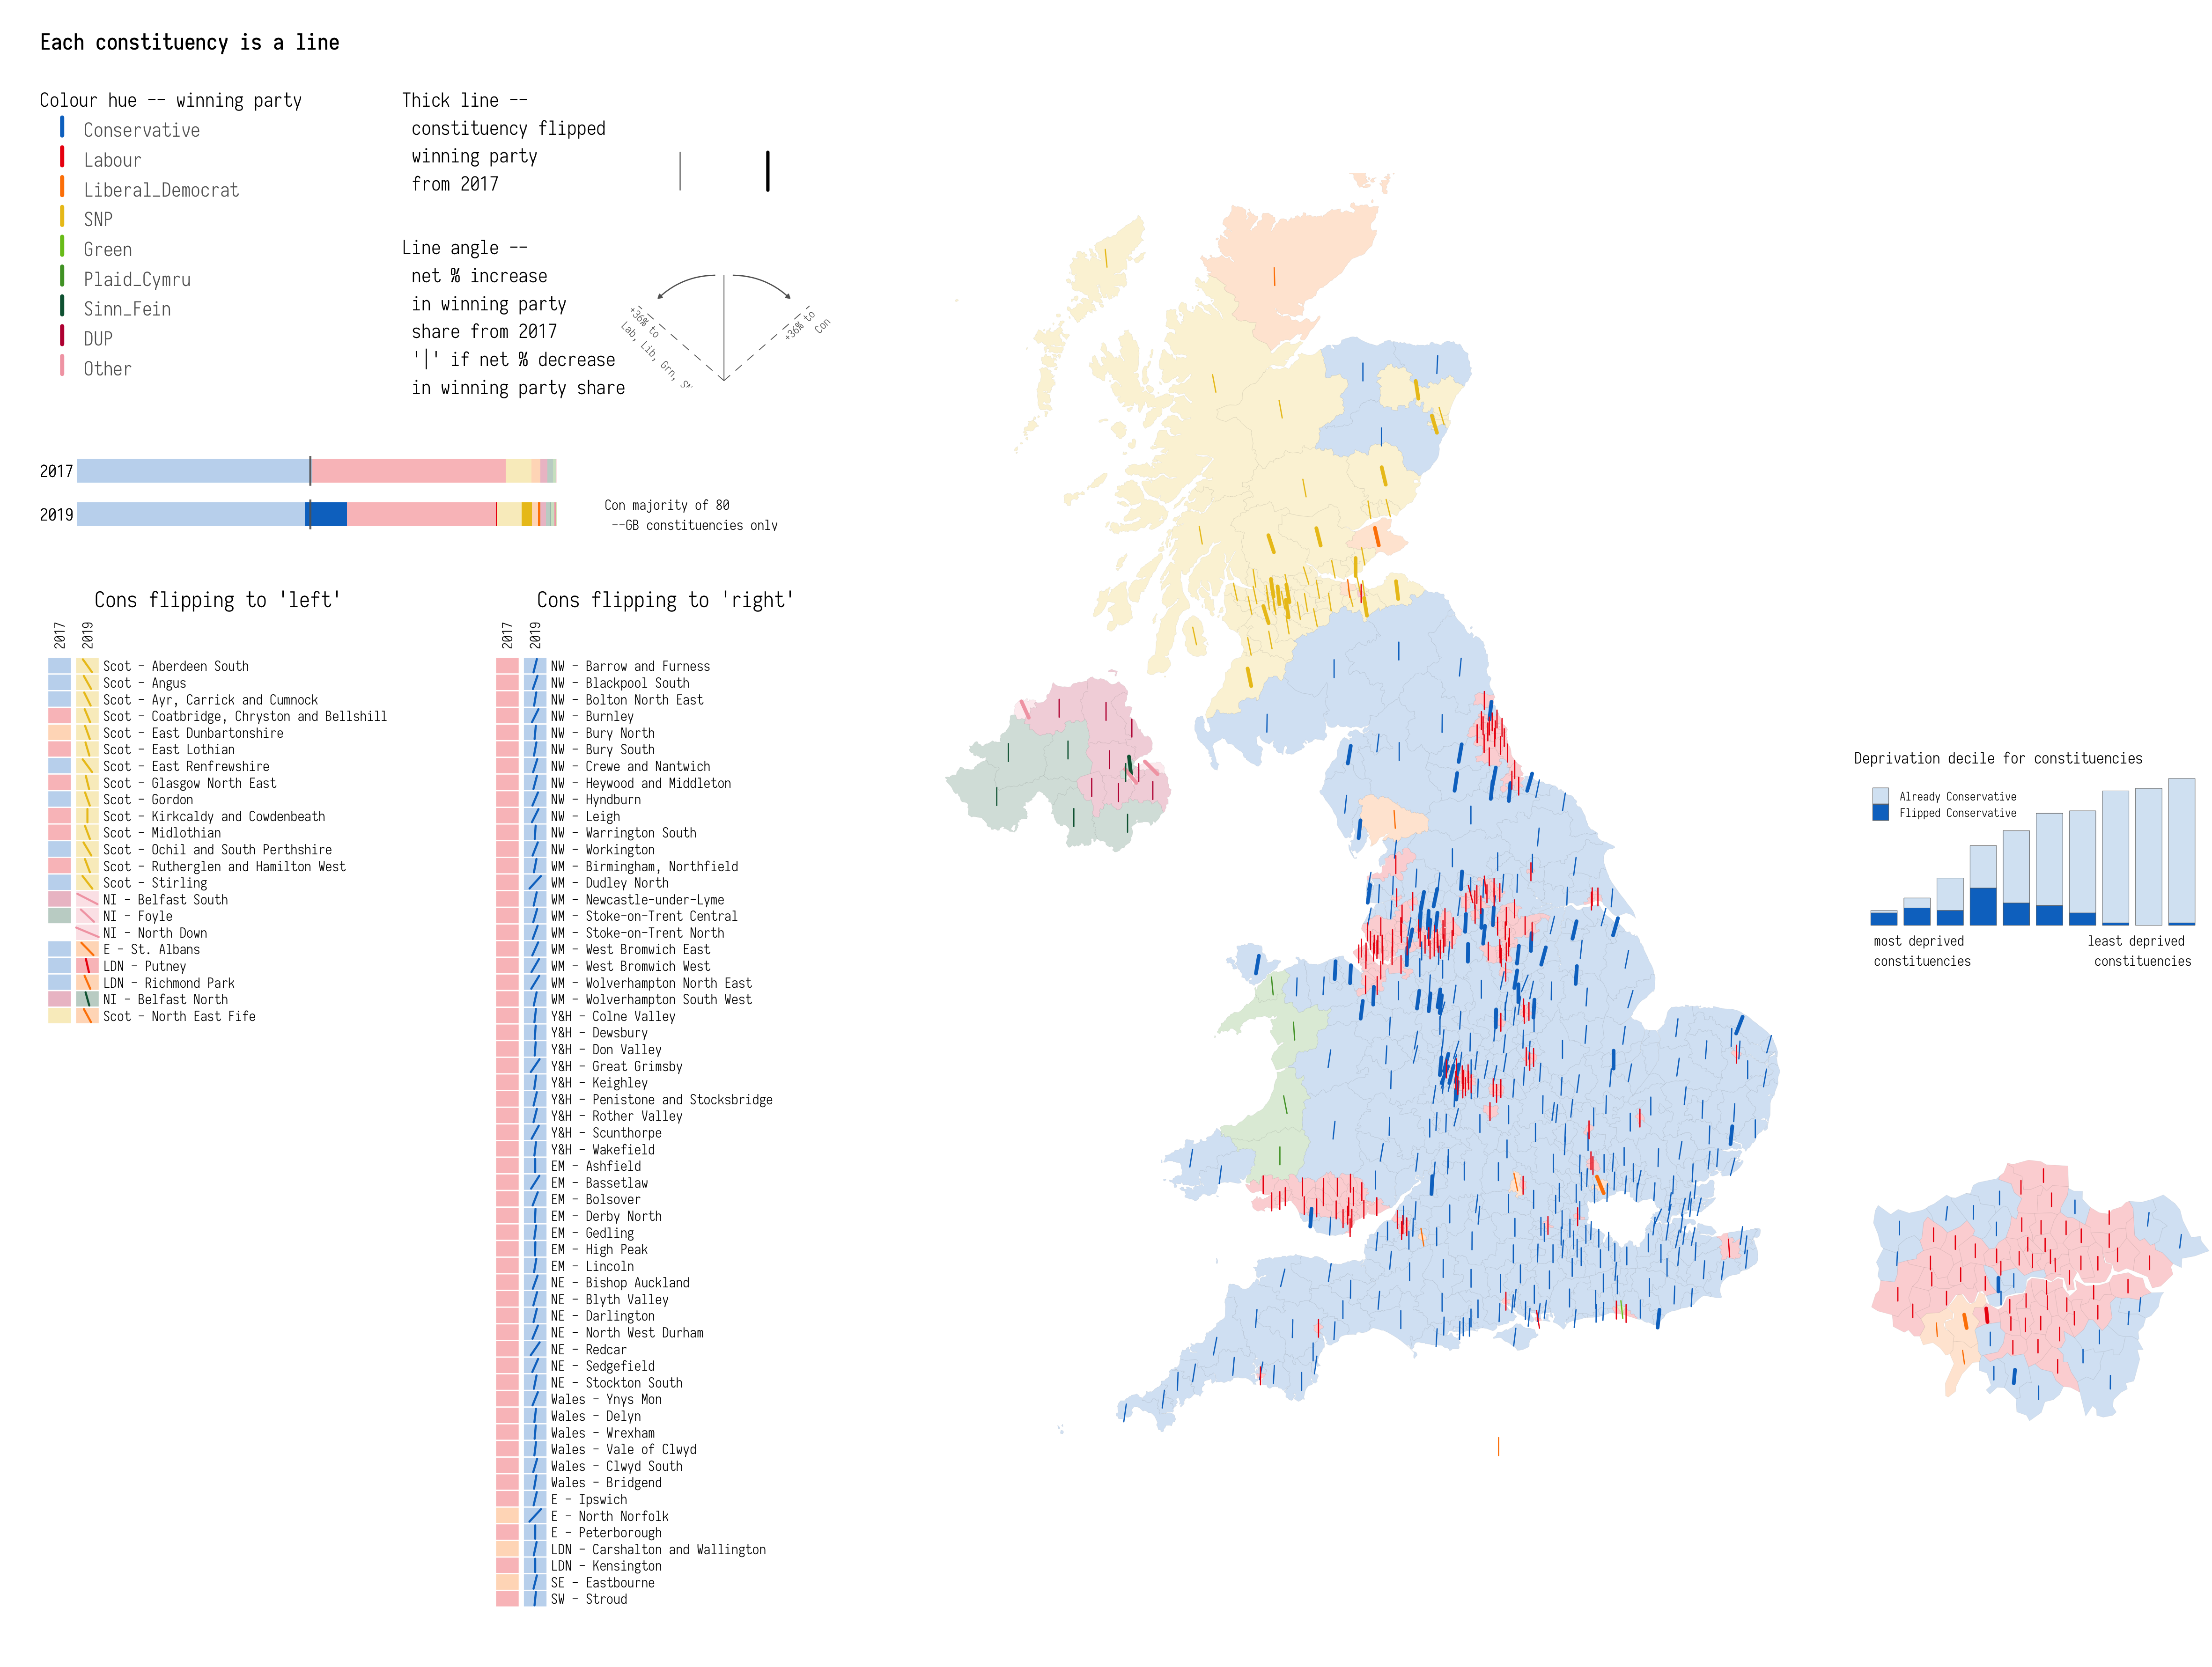 Each constituency is a line
Colour hue -- winning party
Conservative
Labour
Liberal_Democrat
SNP
Green
Plaid_Cymru
Sinn_Fein
DUP
Other
Thick line --
constituency flipped
winning party
from 2017
Line angle --
net % increase
in winning party
share from 2017
'|' if net % decrease
in winning party share
+36% to
Lab, Lib, Grn,
+36% to
Con
2017
2019
Con majority of 80
--GB constituencies only
Cons flipping to 'left'
2017
2019
Scot - Aberdeen South
Scot - Angus
Scot - Ayr, Carrick and Cumnock
Scot - Coatbridge, Chryston and Bellshill
Scot - East Dunbartonshire
Scot - East Lothian
Scot - East Renfrewshire
Scot - Glasgow North East
Scot - Gordon
Scot - Kirkcaldy and Cowdenbeath
Scot - Midlothian
Scot - Ochil and South Perthshire
Scot - Rutherglen and Hamilton West
Scot - Stirling
NI - Belfast South
NI - Foyle
NI - North Down
E - St. Albans
LDN - Putney
LDN - Richmond Park
NI - Belfast North
Scot - North East Fife
Cons flipping to 'right'
2017
2019
NW - Barrow and Furness
NW - Blackpool South
NW - Bolton North East
NW - Burnley
NW - Bury North
NW - Bury South
NW - Crewe and Nantwich
NW - Heywood and Middleton
NW - Hyndburn
NW - Leigh
NW - Warrington South
NW - Workington
WM - Birmingham, Northfield
WM - Dudley North
WM - Newcastle-under-Lyme
WM - Stoke-on-Trent Central
WM - Stoke-on-Trent North
WM - West Bromwich East
WM - West Bromwich West
WM - Wolverhampton North East
WM - Wolverhampton South West
Y&H - Colne Valley
Y&H - Dewsbury
Y&H - Don Valley
Y&H - Great Grimsby
Y&H - Keighley
Y&H - Penistone and Stocksbridge
Y&H - Rother Valley
Y&H - Scunthorpe
Y&H - Wakefield
EM - Ashfield
EM - Bassetlaw
EM - Bolsover
EM - Derby North
EM - Gedling
EM - High Peak
EM - Lincoln
NE - Bishop Auckland
NE - Blyth Valley
NE - Darlington
NE - North West Durham
NE - Redcar
NE - Sedgefield
NE - Stockton South
Wales - Ynys Mon
Wales - Delyn
Wales - Wrexham
Wales - Vale of Clwyd
Wales - Clwyd South
Wales - Bridgend
E - Ipswich
E - North Norfolk
E - Peterborough
LDN - Carshalton and Wallington
LDN - Kensington
SE - Eastbourne
SW - Stroud
Deprivation decile for constituencies
Already Conservative
Flipped Conservative
most deprived
constituencies
least deprived
constituencies